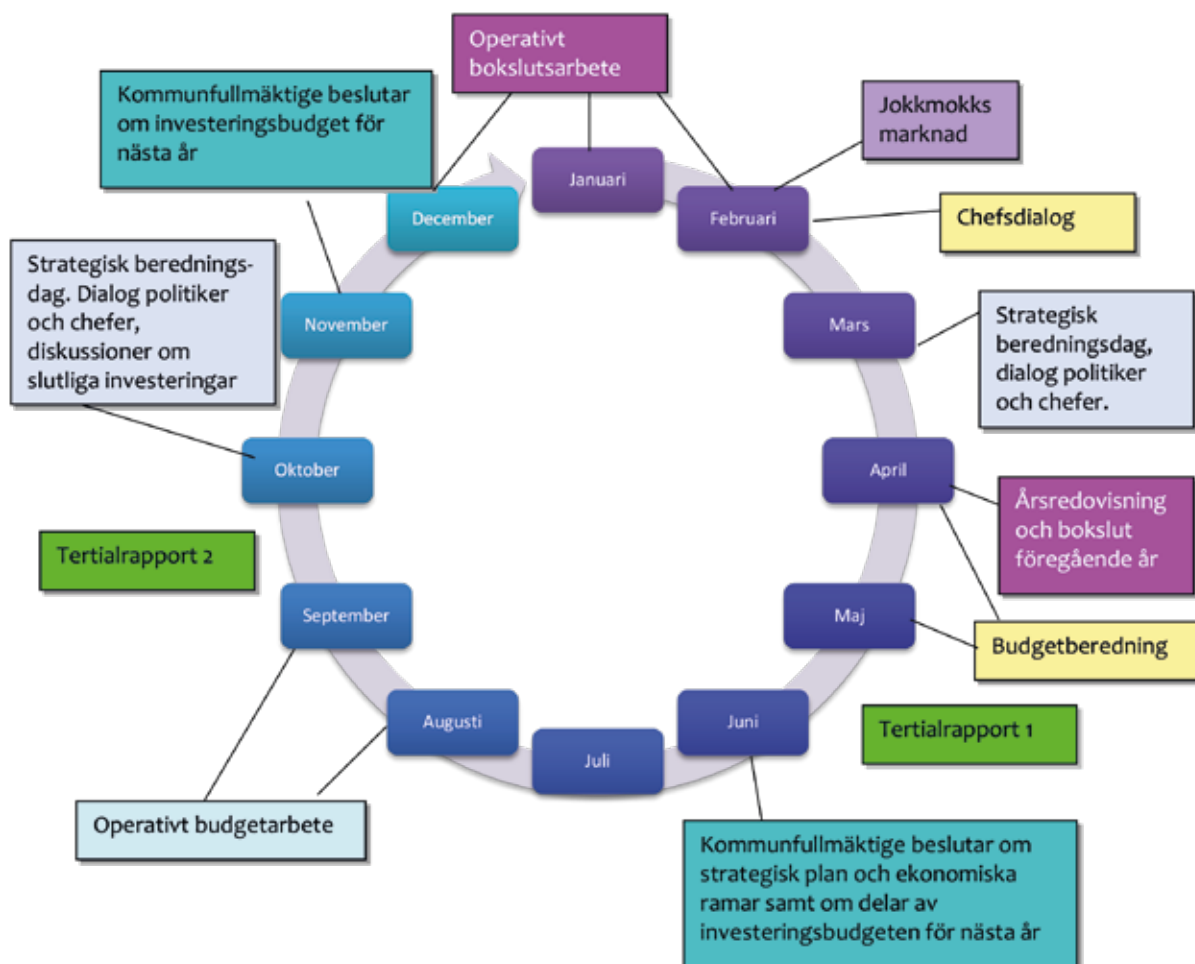 Operativt
bokslutsarbete
Kommunfullmäktige beslutar
om investeringsbudget för
nästa år
Jokkmokks
marknad
Januari
December
Februari
Chefsdialog
Strategisk berednings-
dag. Dialog politiker
och chefer,
diskussioner om
slutliga investeringar
November
Mars
Strategisk
beredningsdag,
dialog politiker
och chefer.
Oktober
April
Årsredovisning
och bokslut
föregående år
Tertialrapport 2
September
Maj
Budgetberedning
Augusti
Juli
Juni
Tertialrapport 1
Operativt budgetarbete
Kommunfullmäktige beslutar om
strategisk plan och ekonomiska
ramar samt om delar av
investeringsbudgeten för nästa år